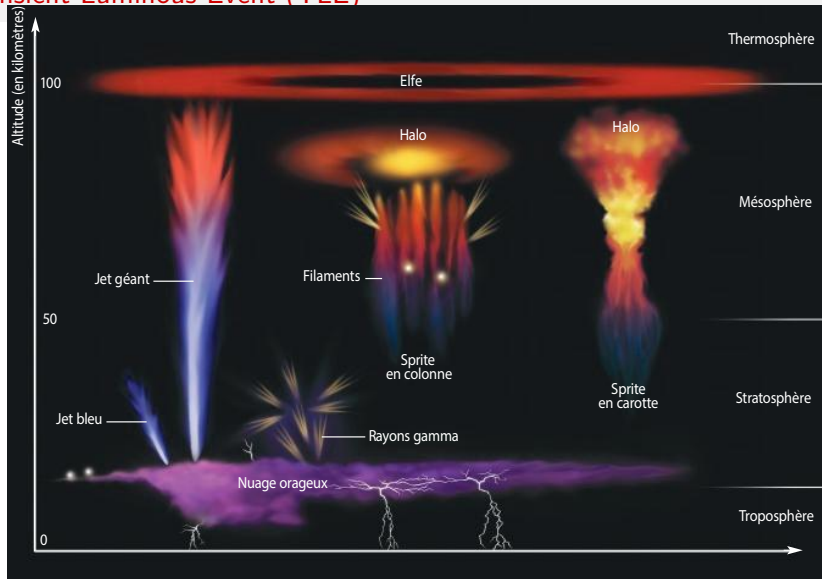 Transient Luminous Event (TLE)
Altitude (en kilomètres)
Thermosphère
100
Elfe
Halo
Halo
Mésosphère
Jet géant
Filaments
50
Sprite
en colonne
Sprite
en carotte
Stratosphère
Jet bleu
Rayons gamma
Nuage orageux
Troposphère
0